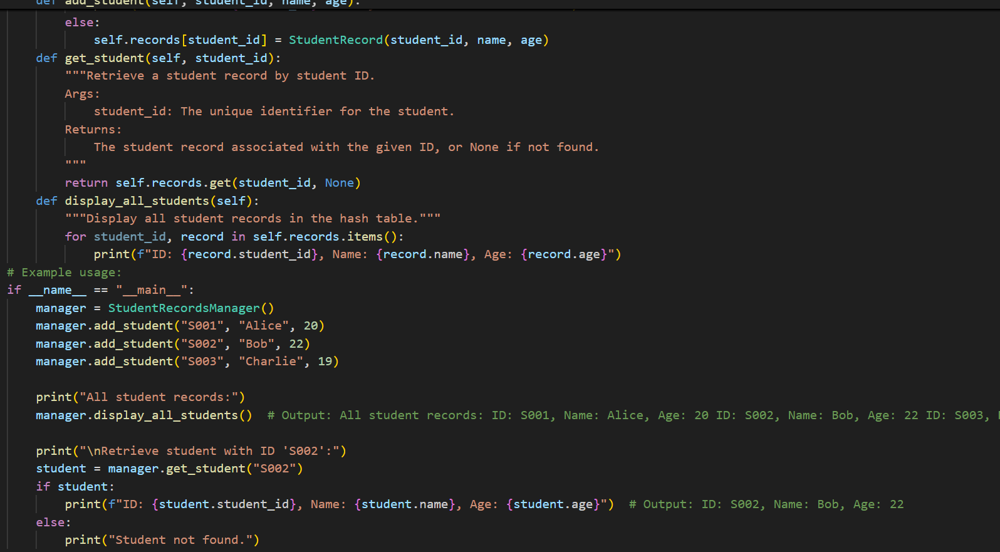 def add_student(self, student_id, name, age):
else:
self.records[student_id] = StudentRecord(student_id, name, age)
def get_student(self, student_id):
"""Retrieve a student record by student ID.
Args:
student_id: The unique identifier for the student.
Returns:
The student record associated with the given ID, or None if not found.
"""
return self.records.get(student_id, None)
def display_all_students(self):
"""Display all student records in the hash table."""
for student_id, record in self.records.items():
print(f"ID: {record.student_id}, Name: {record.name}, Age: {record.age}")
# Example usage:
if __name__ == "__main__":
manager = StudentRecordsManager()
manager.add_student("S001", "Alice", 20)
manager.add_student("S002", "Bob", 22)
manager.add_student("S003", "Charlie", 19)
print("All student records:")
manager.display_all_students()  # Output: All student records: ID: S001, Name: Alice, Age: 20 ID: S002, Name: Bob, Age: 22 ID: S003,
print("\nRetrieve student with ID 'S002':")
student = manager.get_student("S002")
if student:
print(f"ID: {student.student_id}, Name: {student.name}, Age: {student.age}")  # Output: ID: S002, Name: Bob, Age: 22
else:
print("Student not found.")